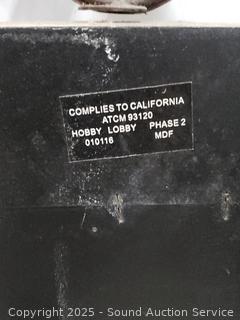 COMPLIES TO CALIFORNIA
ATCM 93120
HOBBY LOBBY PHASE 2
010116 MDF
Copyright 2025 - Sound Auction Service